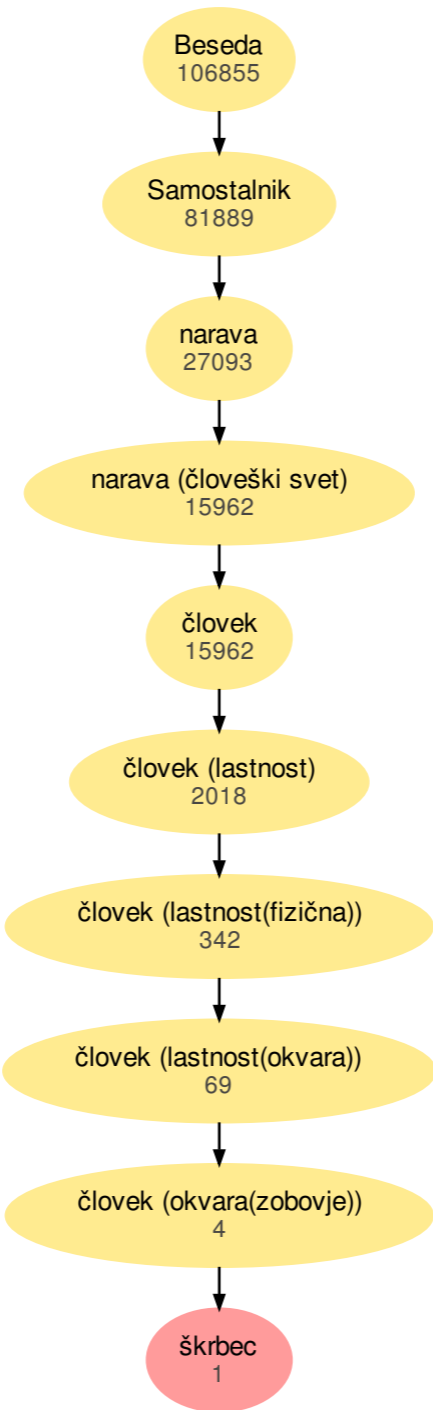 Beseda
106855
Samostalnik
81889
narava
27093
narava (človeški svet)
15962
človek
15962
človek (lastnost)
2018
človek (lastnost(fizična))
342
človek (lastnost(okvara))
69
človek (okvara(zobovje))
4
škrbec
1